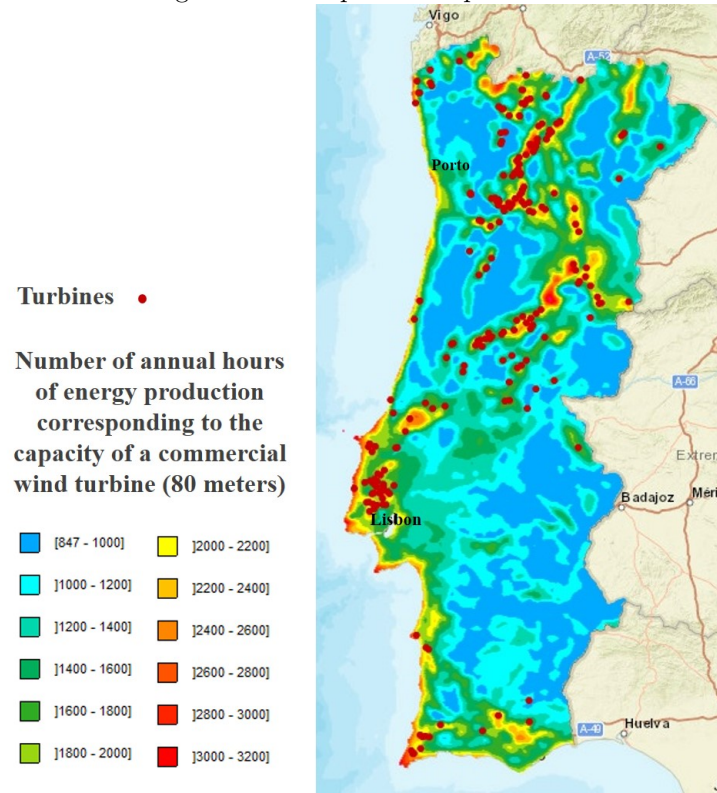 Vigo
A-52
Porto
Turbines
Number of annual hours
of energy production
corresponding to the
capacity of a commercial
wind turbine (80 meters)
A-66
Extrem
Badajoz
Méri
Lisbon
]847 - 1000]
]2000 - 2200]
]1000 - 1200]
]2200 - 2400]
]1200 - 1400]
]2400 - 2600]
]1400 - 1600]
]2600 - 2800]
]1600 - 1800]
]2800 - 3000]
]1800 - 2000]
]3000 - 3200]
A-49
Huelva